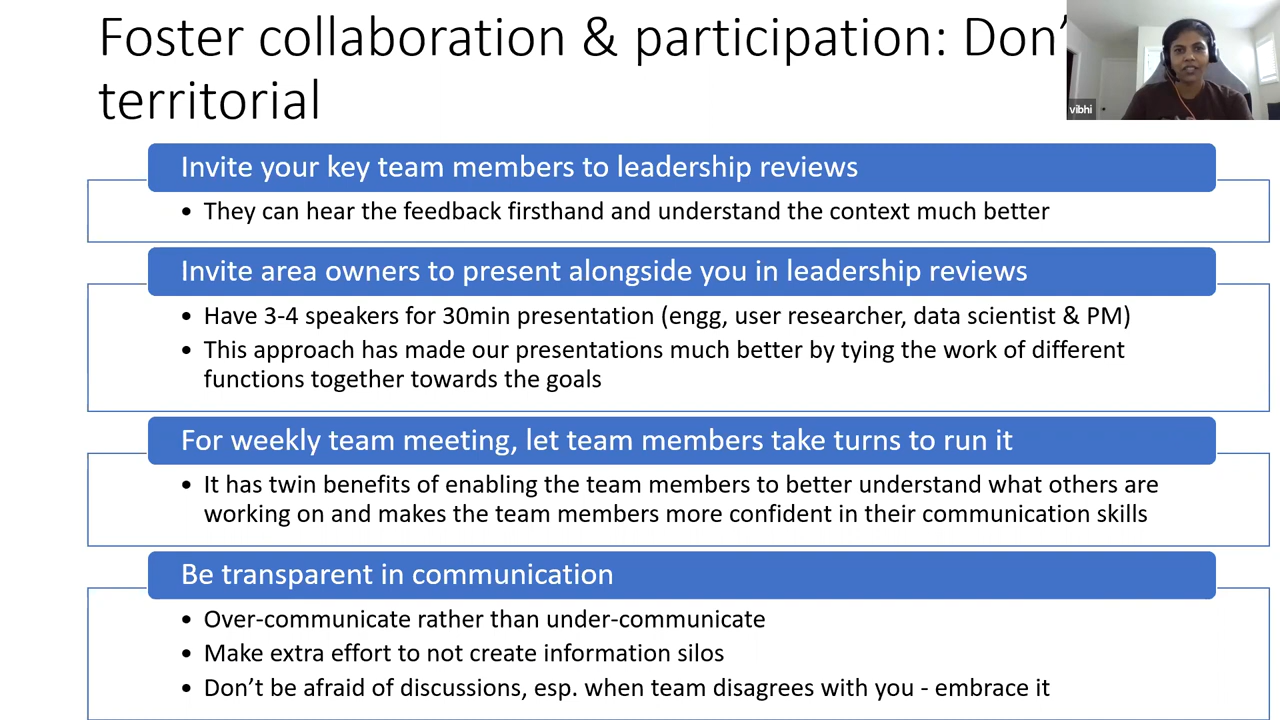 Foster collaboration & participation: Don’
territorial
vibhi
Invite your key team members to leadership reviews
• They can hear the feedback firsthand and understand the context much better
Invite area owners to present alongside you in leadership reviews
• Have 3-4 speakers for 30min presentation (engg, user researcher, data scientist & PM)
• This approach has made our presentations much better by tying the work of different
functions together towards the goals
For weekly team meeting, let team members take turns to run it
• It has twin benefits of enabling the team members to better understand what others are
working on and makes the team members more confident in their communication skills
Be transparent in communication
• Over-communicate rather than under-communicate
• Make extra effort to not create information silos
• Don’t be afraid of discussions, esp. when team disagrees with you - embrace it